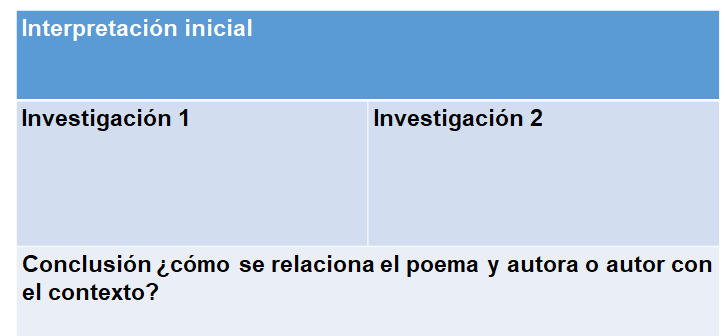 Interpretación inicial
Investigación 1
Investigación 2
Conclusión ¿cómo se relaciona el poema y autora o autor con
el contexto?